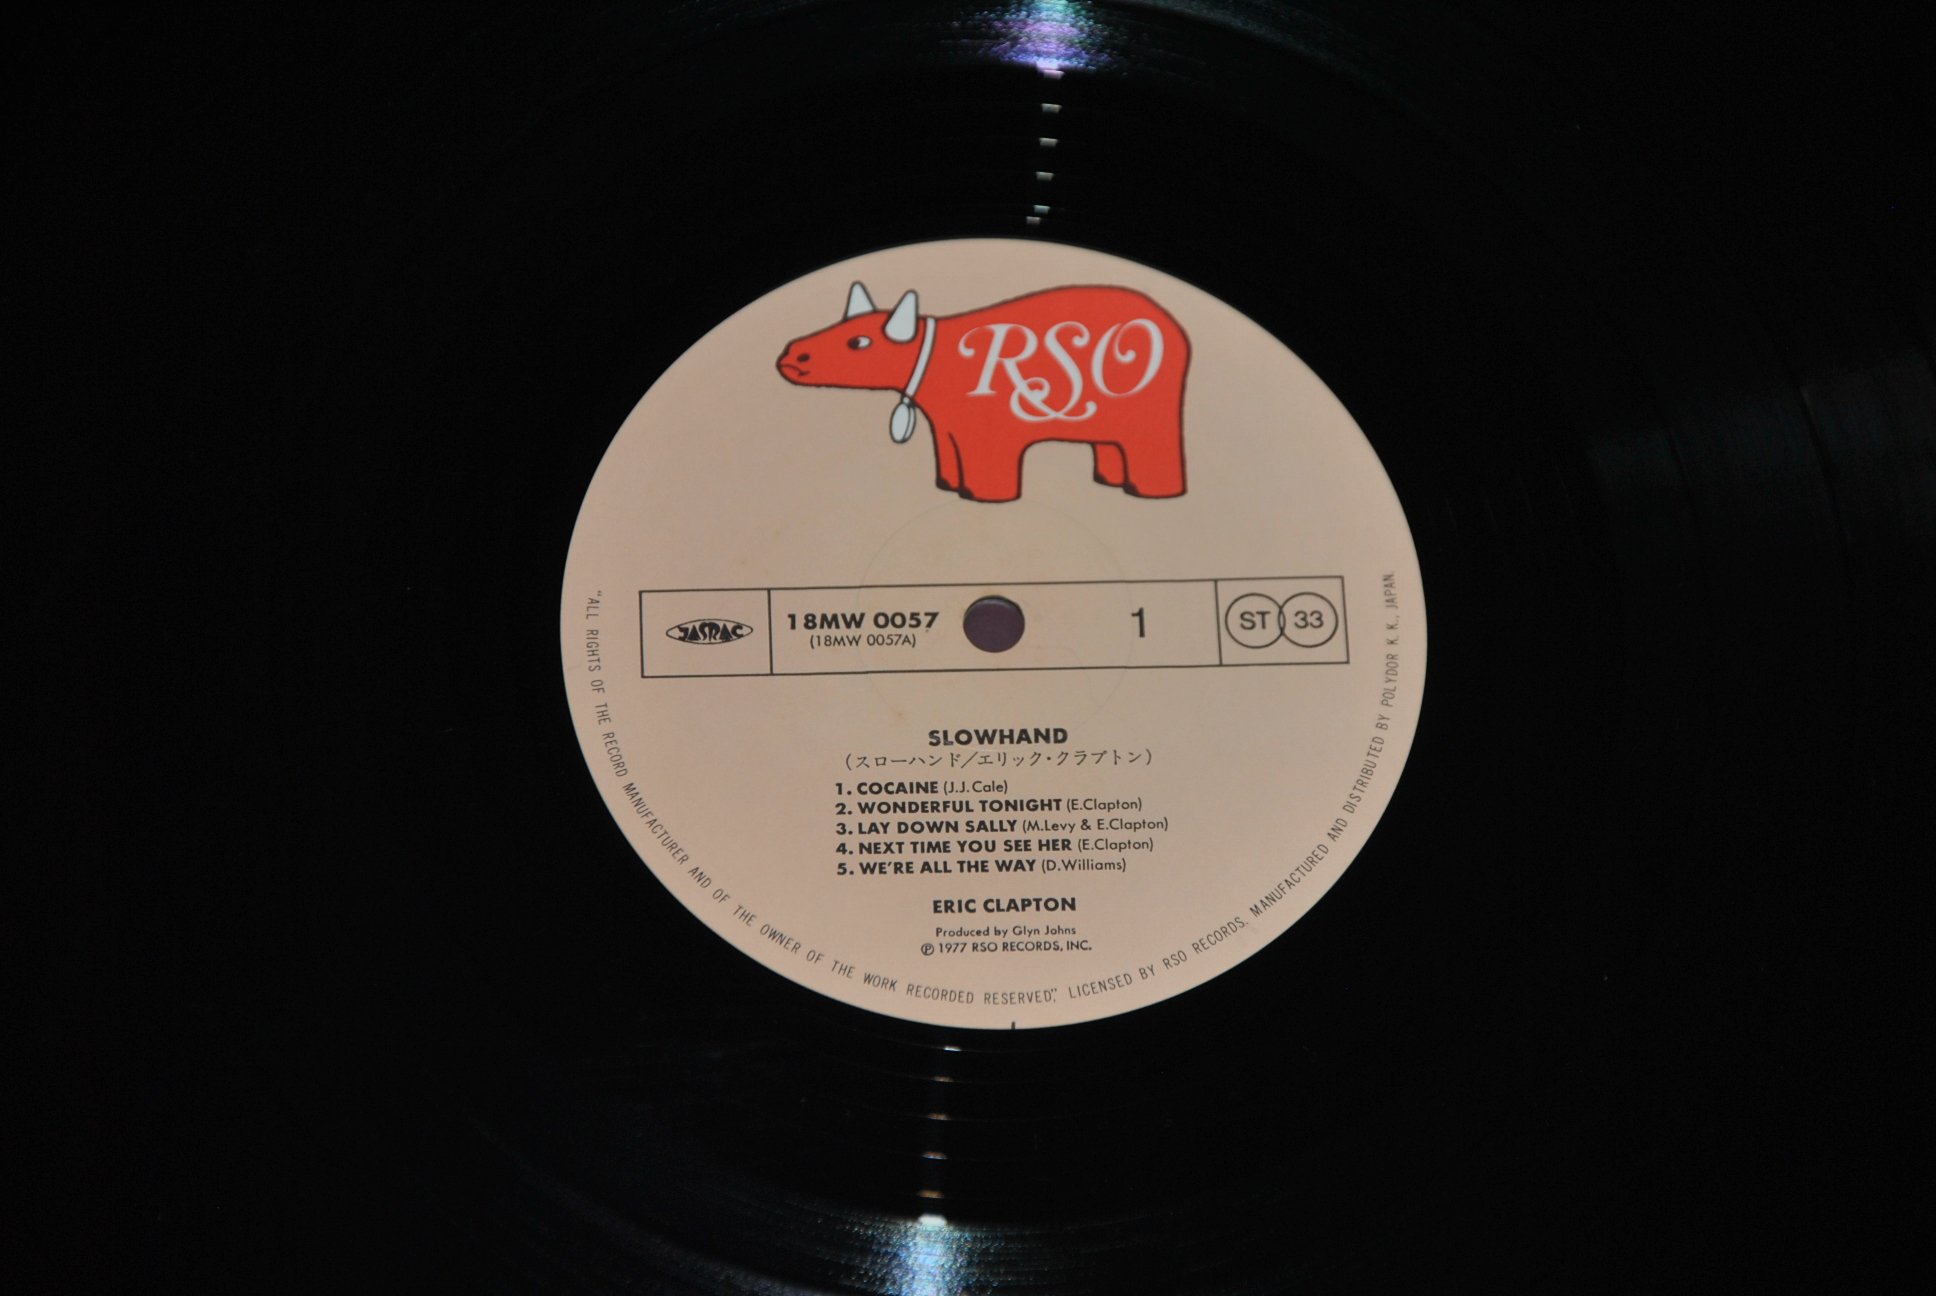 RSO
JASRAC
18MW 0057
(18MW 0057A)
1
ST 33
SLOWHAND
(スローハンド/エリック・クラプトン)
1. COCAINE (J.J. Cale)
2. WONDERFUL TONIGHT (E.Clapton)
3. LAY DOWN SALLY (M.Levy & E.Clapton)
4. NEXT TIME YOU SEE HER (E.Clapton)
5. WE'RE ALL THE WAY (D.Williams)
ERIC CLAPTON
Produced by Glyn Johns
℗ 1977 RSO RECORDS, INC.
"ALL RIGHTS OF THE RECORD MANUFACTURER AND OF THE OWNER OF THE WORK RECORDED RESERVED," LICENSED BY RSO RECORDS. MANUFACTURED AND DISTRIBUTED BY POLYDOR K. K., JAPAN.